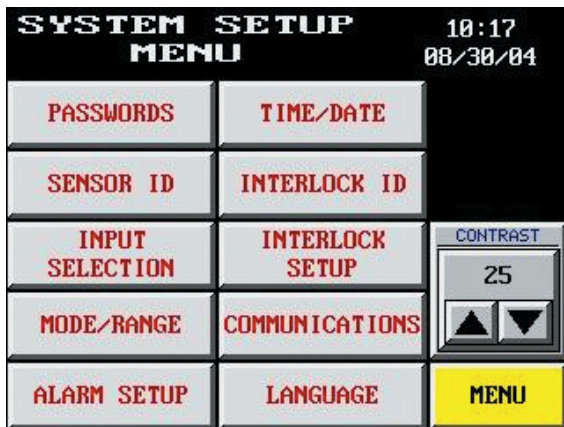 SYSTEM SETUP
MENU
10:17
08/30/04
PASSWORDS
TIME/DATE
SENSOR ID
INTERLOCK ID
INPUT
SELECTION
INTERLOCK
SETUP
CONTRAST
25
MODE/RANGE
COMMUNICATIONS
ALARM SETUP
LANGUAGE
MENU